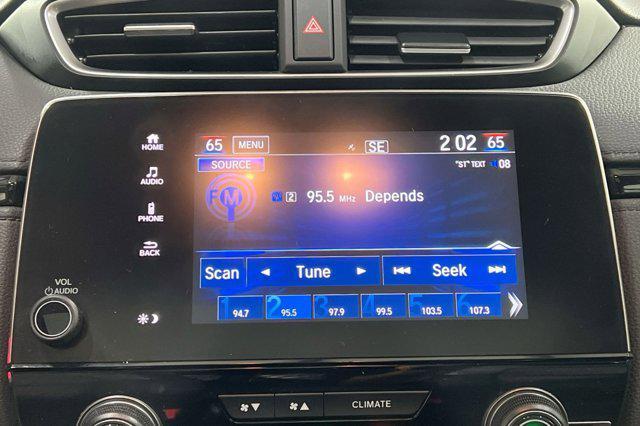 HOME
AUDIO
PHONE
BACK
VOL
AUDIO
65 MENU SE 2 02 65
SOURCE "ST" TEXT 08
FM 2 95.5 MHz Depends
Scan Tune Seek
1 94.7 2 95.5 3 97.9 4 99.5 5 103.5 6 107.3
CLIMATE